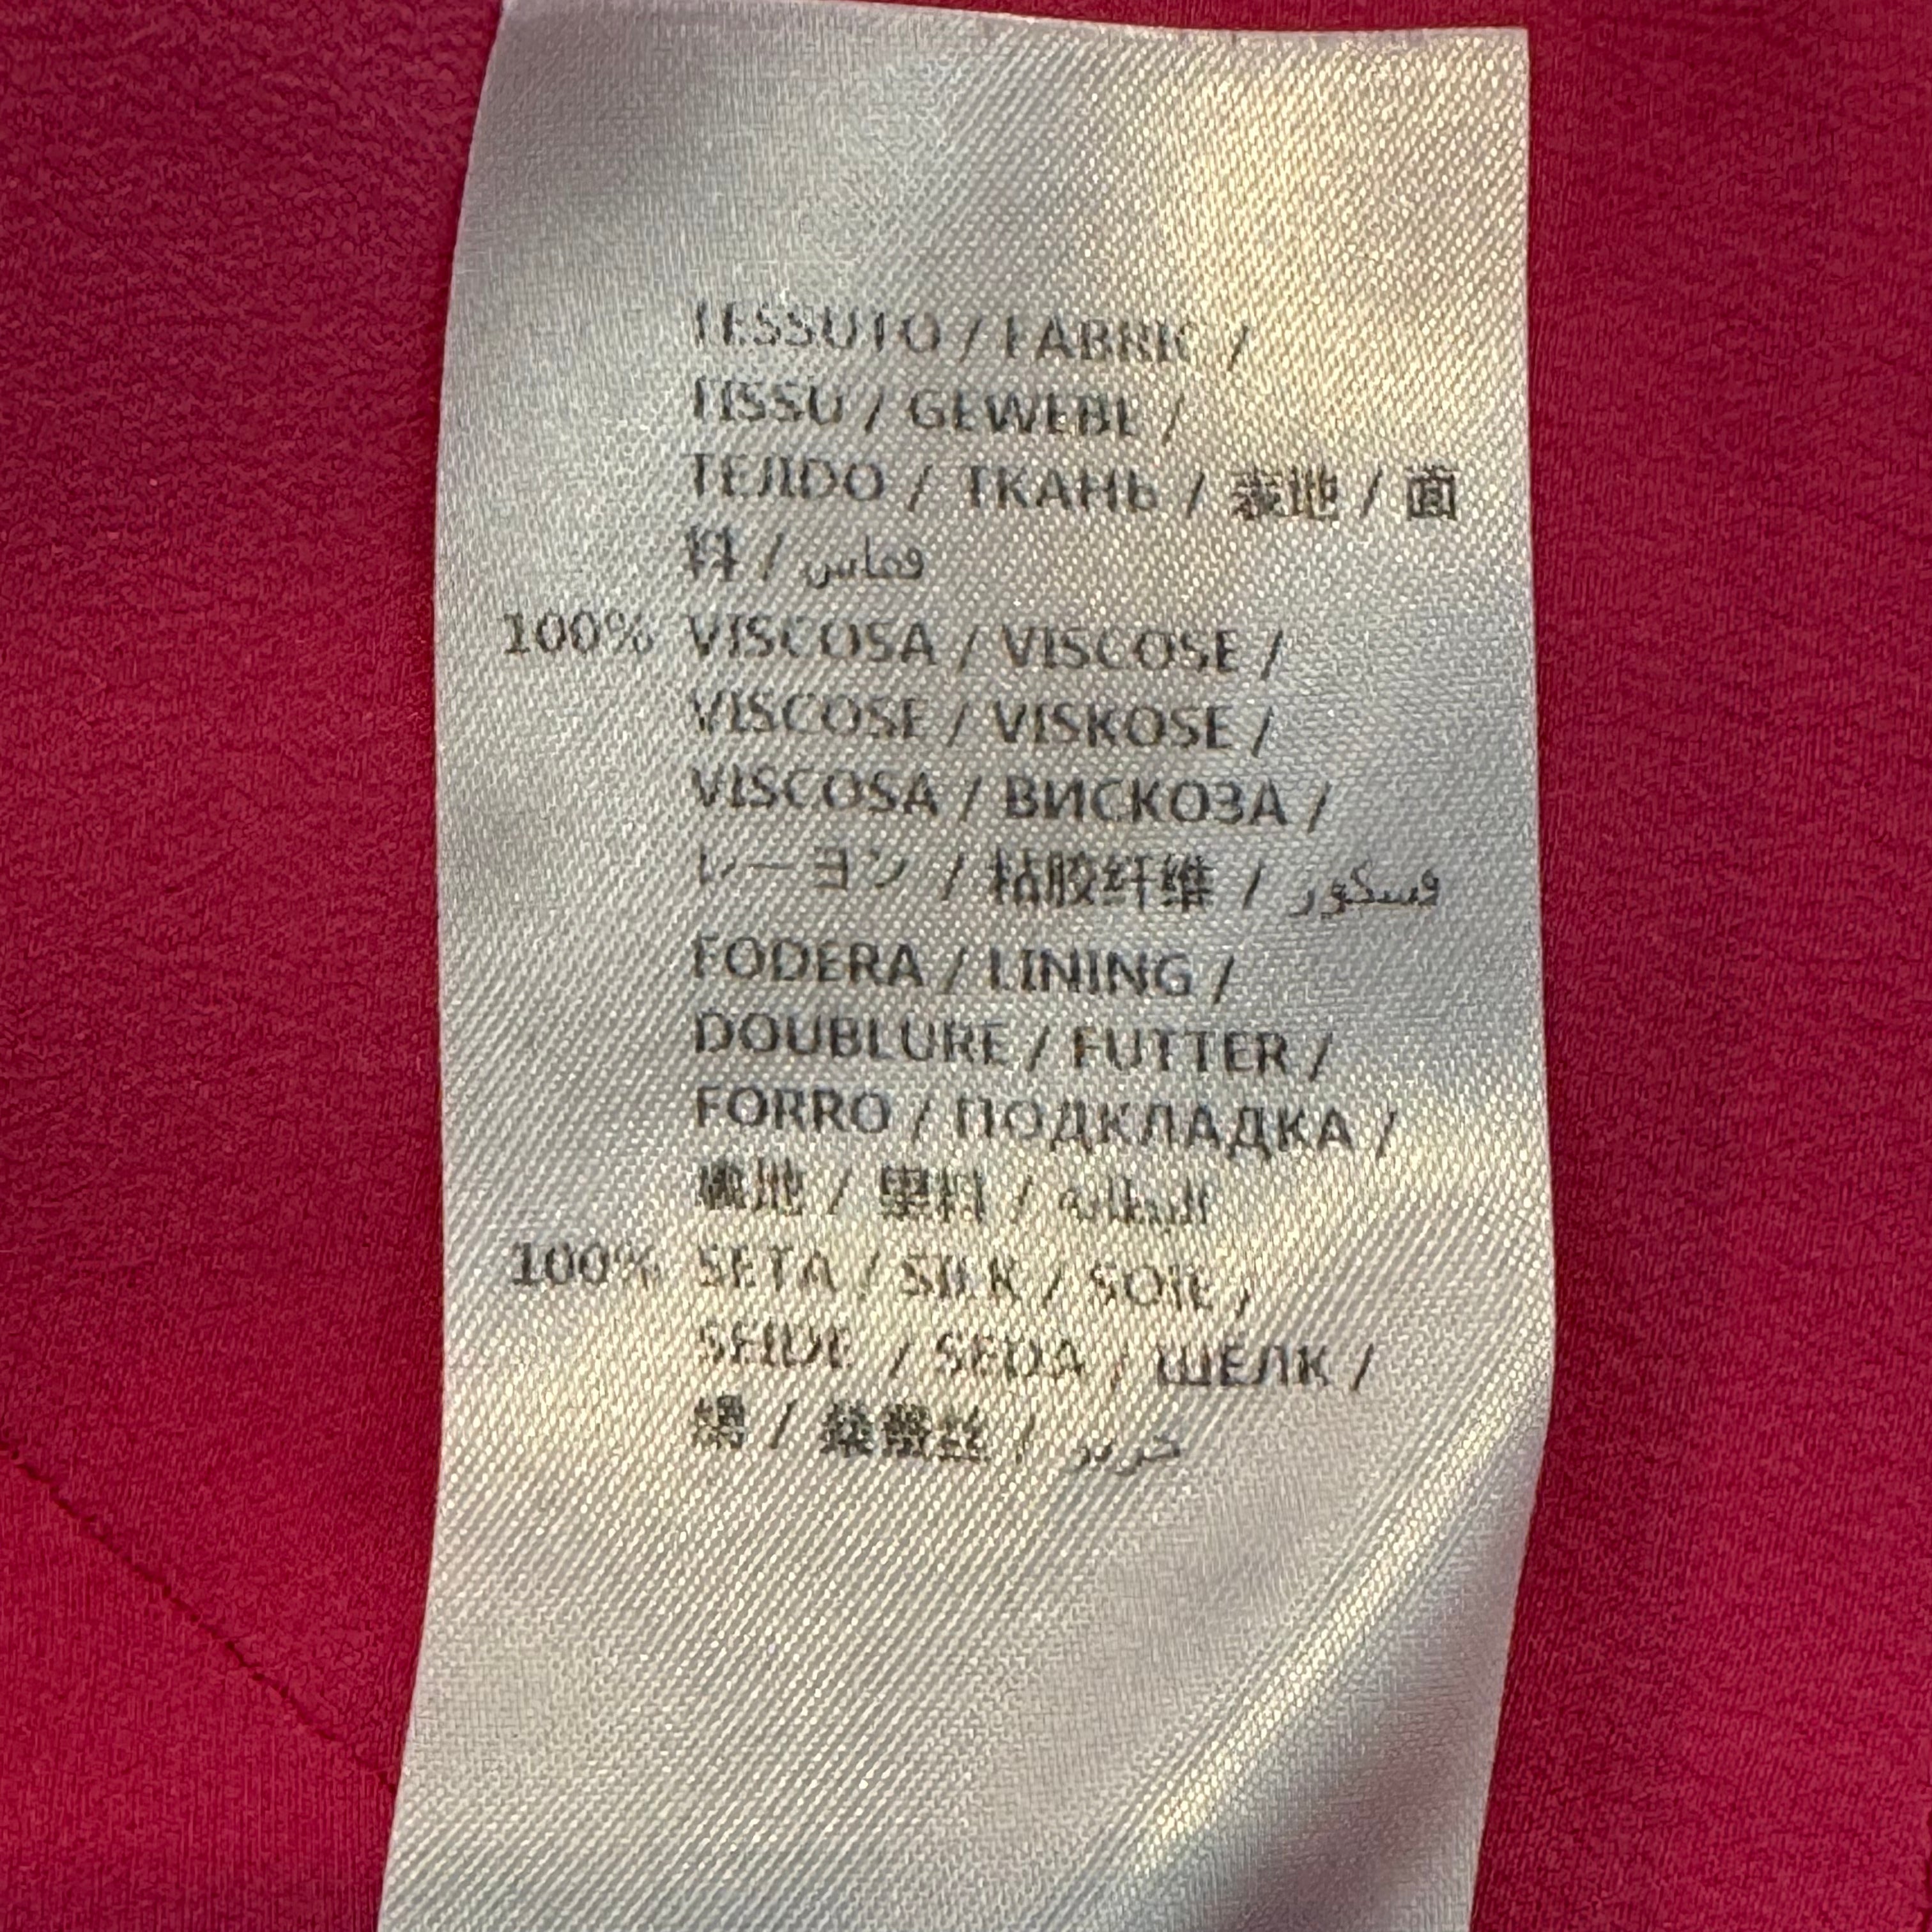 TESSUTO / FABRIC /
TISSU / GEWEBE /
TEJIDO / ТКАНЬ / 表地 / 面
料 / قماش
100% VISCOSA / VISCOSE /
VISCOSE / VISKOSE /
VISCOSA / ВИСКОЗА /
レーヨン / 粘胶纤维 / فسكوز
FODERA / LINING /
DOUBLURE / FUTTER /
FORRO / ПОДКЛАДКА /
裏地 / 里料 / البطانة
100% SETA / SILK / SOIE /
SEIDE / SEDA / ШЕЛК /
絹 / 桑蚕丝 / حرير